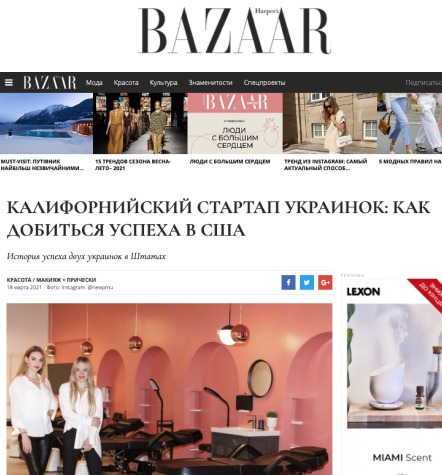 Harper's
BAZAAR
BAZAAR Мода Красота Культура Знаменитости Спецпроекты Подписаться
BAZAAR
ЛЮДИ
С БОЛЬШИМ
СЕРДЦЕМ
MUST-VISIT: ПУТІВНИК
НАЙБІЛЬШ НЕЗВИЧАЙНИМИ...
15 ТРЕНДОВ СЕЗОНА ВЕСНА-
ЛЕТО- 2021
ЛЮДИ С БОЛЬШИМ СЕРДЦЕМ
ТРЕНД ИЗ INSTAGRAM: САМЫЙ
АКТУАЛЬНЫЙ СПОСОБ...
5 МОДНЫХ ПРАВИЛ НА
КАЛИФОРНИЙСКИЙ СТАРТАП УКРАИНОК: КАК
ДОБИТЬСЯ УСПЕХА В США
История успеха двух украинок в Штатах
КРАСОТА / МАКИЯЖ + ПРИЧЕСКИ
18 марта 2021 | Фото: Instagram @newpmu
РЕКЛАМА
LEXON
MIAMI Scent